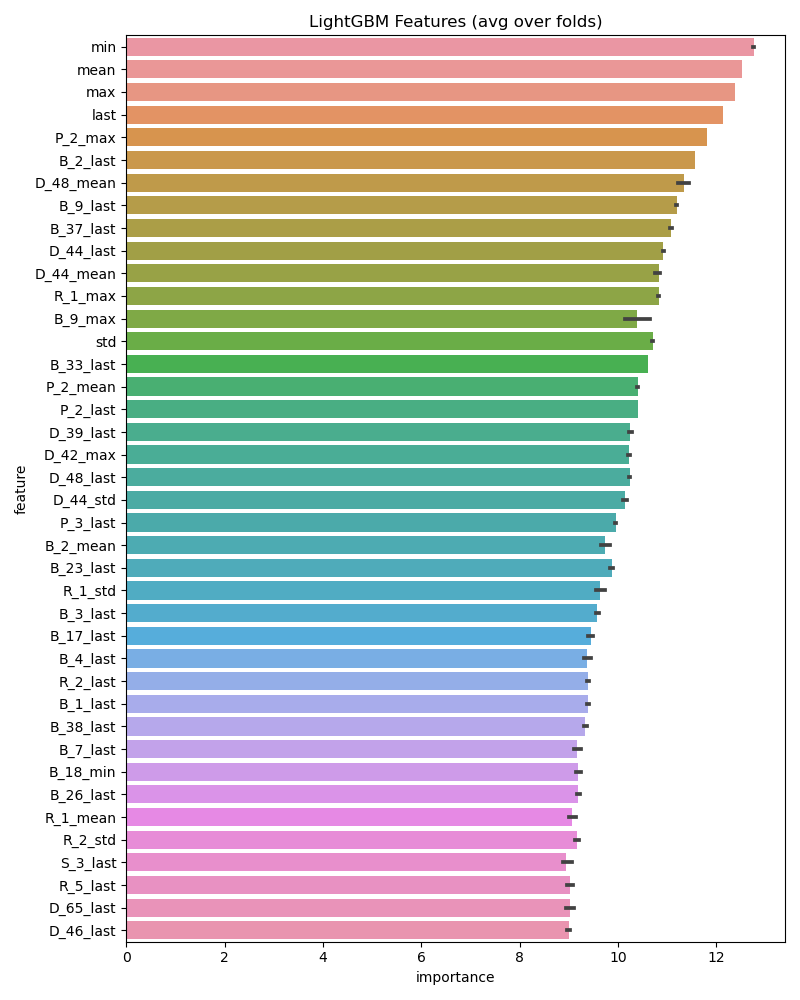 LightGBM Features (avg over folds)
min
mean
max
last
P_2_max
B_2_last
D_48_mean
B_9_last
B_37_last
D_44_last
D_44_mean
R_1_max
B_9_max
std
B_33_last
P_2_mean
P_2_last
D_39_last
D_42_max
D_48_last
D_44_std
P_3_last
B_2_mean
B_23_last
R_1_std
B_3_last
B_17_last
B_4_last
R_2_last
B_1_last
B_38_last
B_7_last
B_18_min
B_26_last
R_1_mean
R_2_std
S_3_last
R_5_last
D_65_last
D_46_last
feature
0 2 4 6 8 10 12
importance